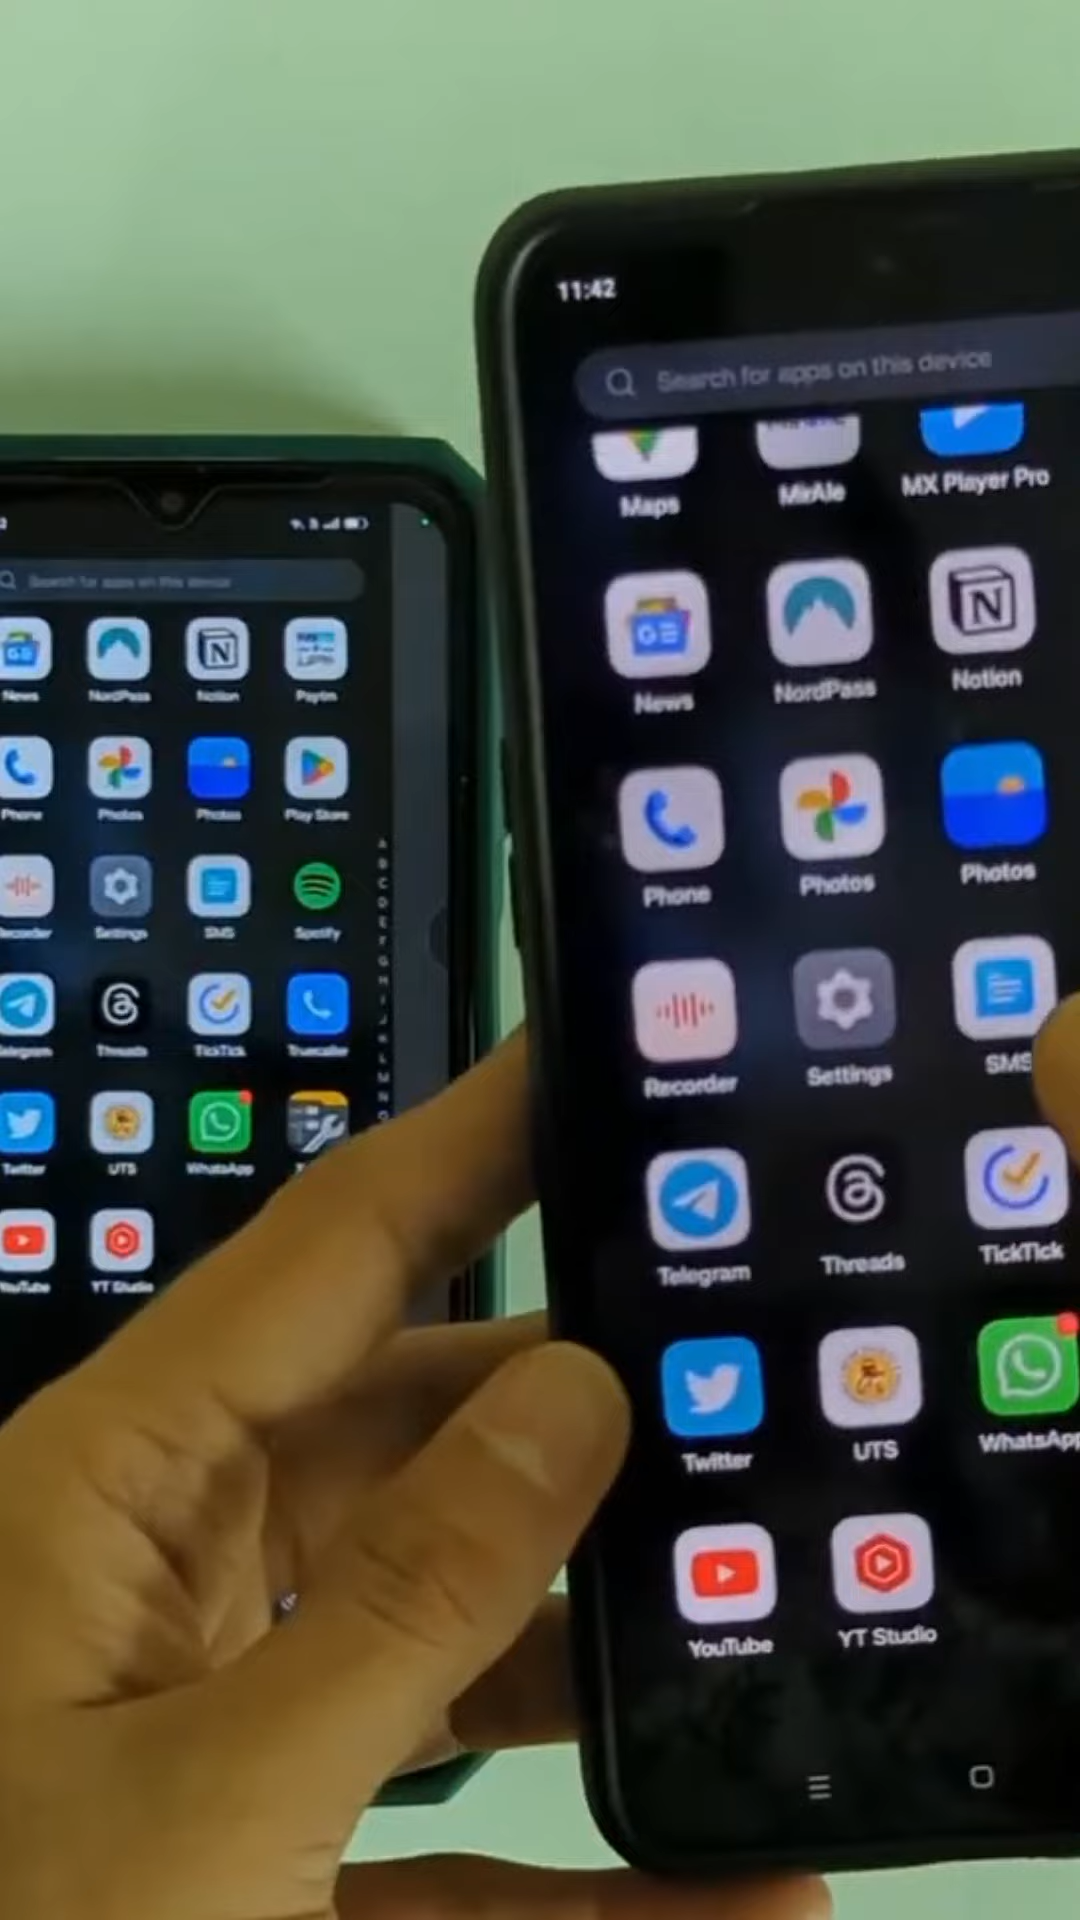 11:42
Search for apps on this device
Maps
MirAle
MX Player Pro
News
NordPass
Notion
Phone
Photos
Photos
Recorder
Settings
SMS
Telegram
Threads
TickTick
Twitter
UTS
WhatsApp
YouTube
YT Studio
Search for apps on this device
News
NordPass
Notion
Paytm
Phone
Photos
Photos
Play Store
Recorder
Settings
SMS
Spotify
Telegram
Threads
TickTick
Truecaller
Twitter
UTS
WhatsApp
YouTube
YT Studio